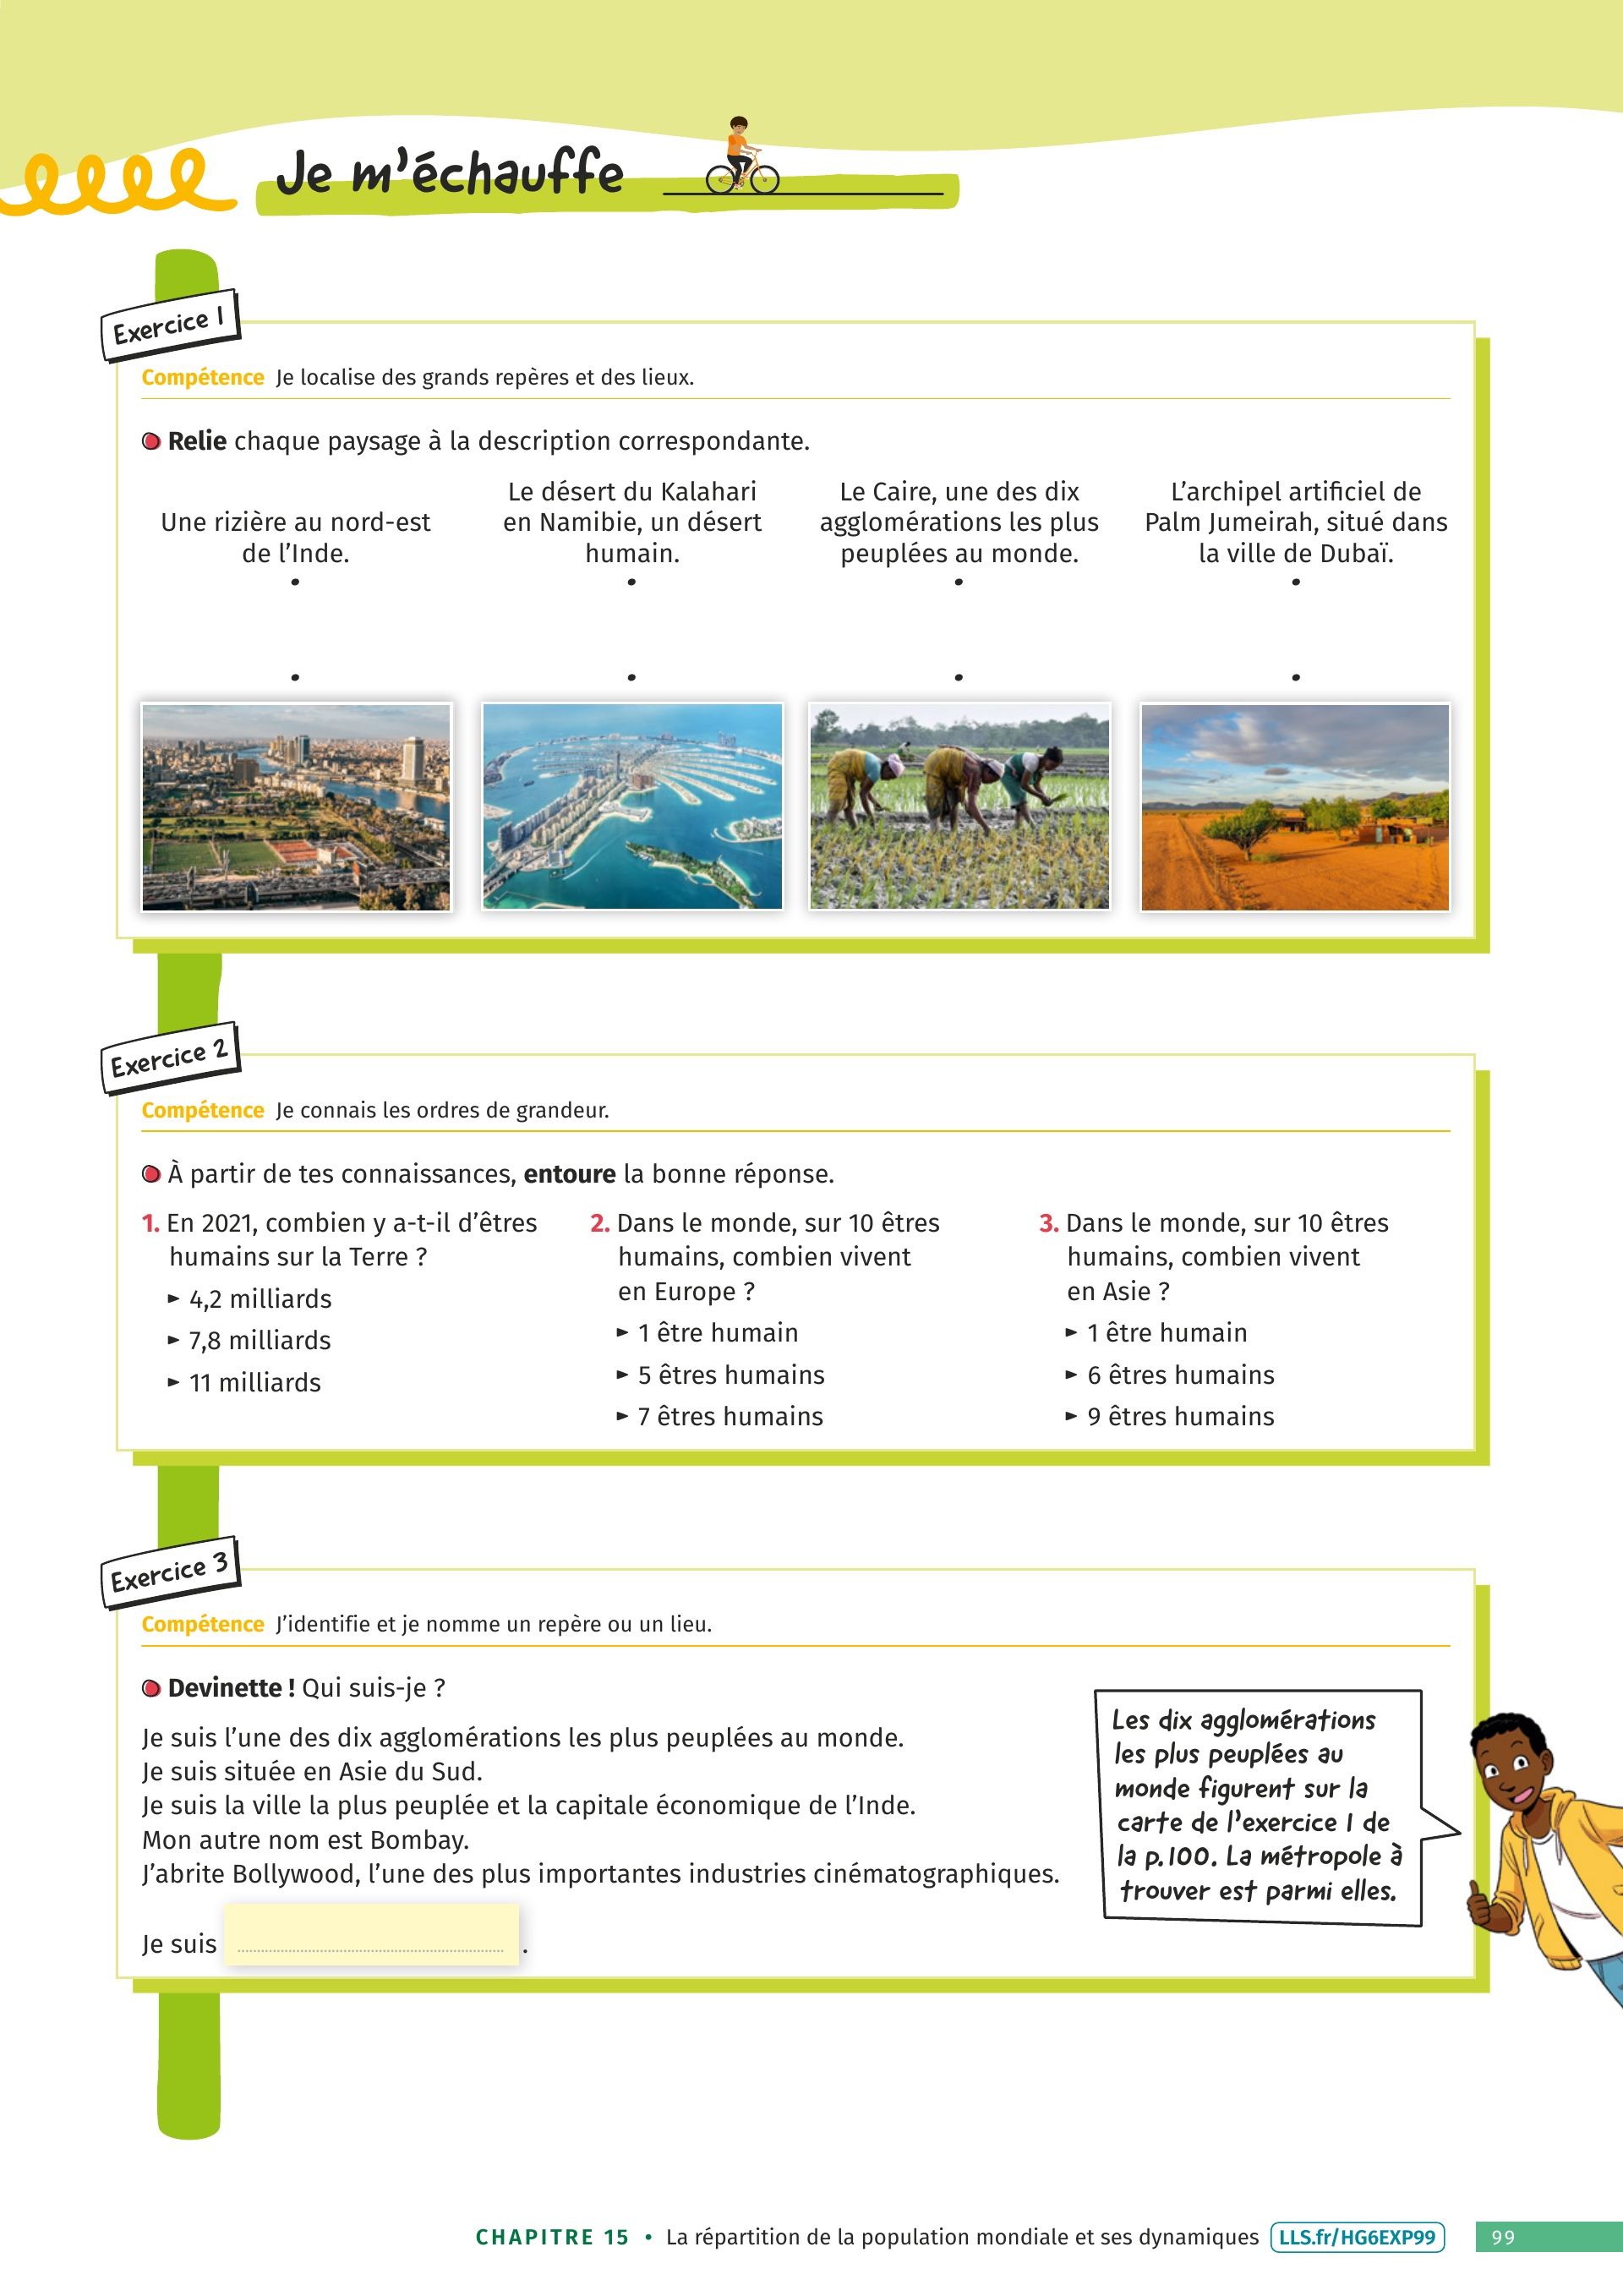 Je m'échauffe
Exercice 1
Compétence Je localise des grands repères et des lieux.
Relie chaque paysage à la description correspondante.
Une rizière au nord-est
de l'Inde.
Le désert du Kalahari
en Namibie, un désert
humain.
Le Caire, une des dix
agglomérations les plus
peuplées au monde.
L'archipel artificiel de
Palm Jumeirah, situé dans
la ville de Dubaï.
Exercice 2
Compétence Je connais les ordres de grandeur.
À partir de tes connaissances, entoure la bonne réponse.
1. En 2021, combien y a-t-il d'êtres
humains sur la Terre ?
► 4,2 milliards
► 7,8 milliards
► 11 milliards
2. Dans le monde, sur 10 êtres
humains, combien vivent
en Europe ?
► 1 être humain
► 5 êtres humains
► 7 êtres humains
3. Dans le monde, sur 10 êtres
humains, combien vivent
en Asie ?
► 1 être humain
► 6 êtres humains
► 9 êtres humains
Exercice 3
Compétence J'identifie et je nomme un repère ou un lieu.
Devinette ! Qui suis-je ?
Je suis l'une des dix agglomérations les plus peuplées au monde.
Je suis située en Asie du Sud.
Je suis la ville la plus peuplée et la capitale économique de l'Inde.
Mon autre nom est Bombay.
J'abrite Bollywood, l'une des plus importantes industries cinématographiques.
Je suis .
Les dix agglomérations
les plus peuplées au
monde figurent sur la
carte de l'exercice 1 de
la p.100. La métropole à
trouver est parmi elles.
CHAPITRE 15 • La répartition de la population mondiale et ses dynamiques LLS.fr/HG6EXP99 99